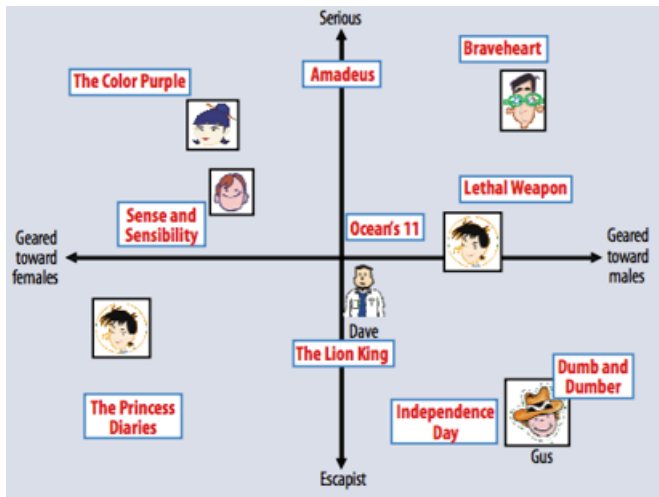 Serious
Braveheart
Amadeus
The Color Purple
Lethal Weapon
Sense and
Sensibility
Ocean's 11
Geared
toward
females
Geared
toward
males
Dave
The Lion King
Dumb and
Dumber
The Princess
Diaries
Independence
Day
Gus
Escapist